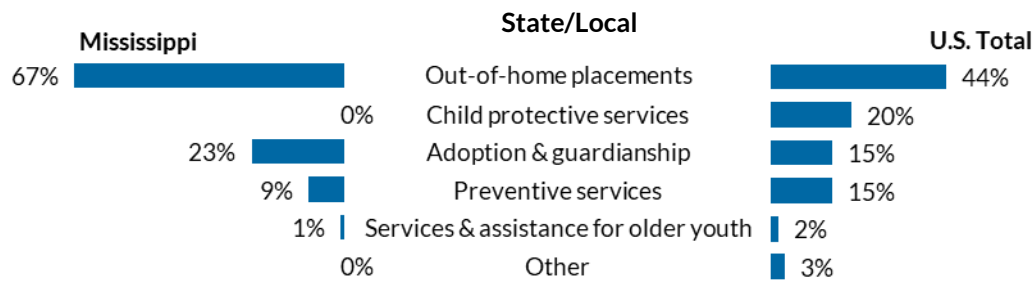 State/Local
Mississippi U.S. Total
67% Out-of-home placements 44%
0% Child protective services 20%
23% Adoption & guardianship 15%
9% Preventive services 15%
1% Services & assistance for older youth 2%
0% Other 3%